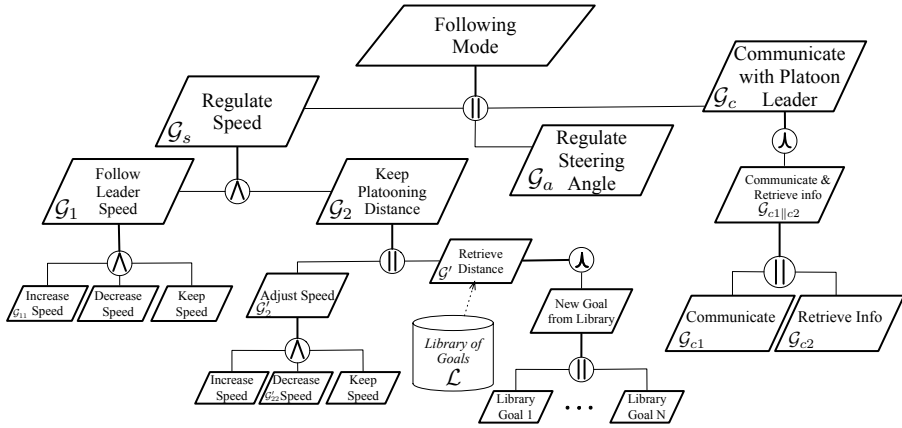 Following
Mode
||
Communicate
with Platoon
Leader
𝒢c
Regulate
Speed
𝒢s
Regulate
Steering
Angle
𝒢a
∧
Follow
Leader
Speed
𝒢1
Keep
Platooning
Distance
𝒢2
Communicate &
Retrieve info
𝒢c1∥c2
∧
||
Retrieve
Distance
𝒢′
||
Increase
Speed
𝒢11
Decrease
Speed
Keep
Speed
Adjust Speed
𝒢′2
New Goal
from Library
Communicate
𝒢c1
Retrieve Info
𝒢c2
Library of
Goals
ℒ
∧
||
Increase
Speed
Decrease
Speed
𝒢′22
Keep
Speed
Library
Goal 1
• • •
Library
Goal N